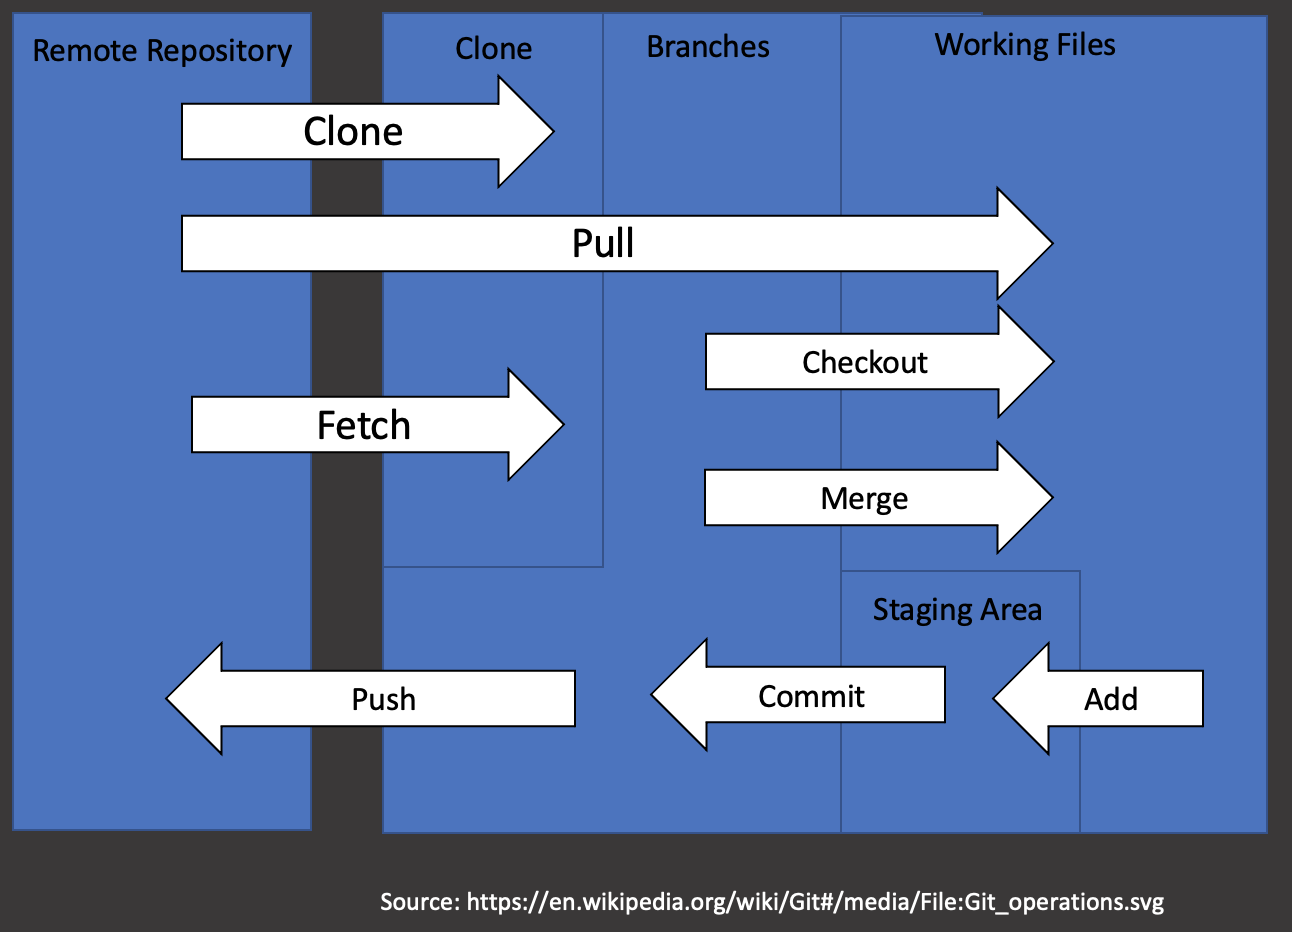 Remote Repository
Clone
Branches
Working Files
Clone
Pull
Checkout
Fetch
Merge
Staging Area
Push
Commit
Add
Source: https://en.wikipedia.org/wiki/Git#/media/File:Git_operations.svg